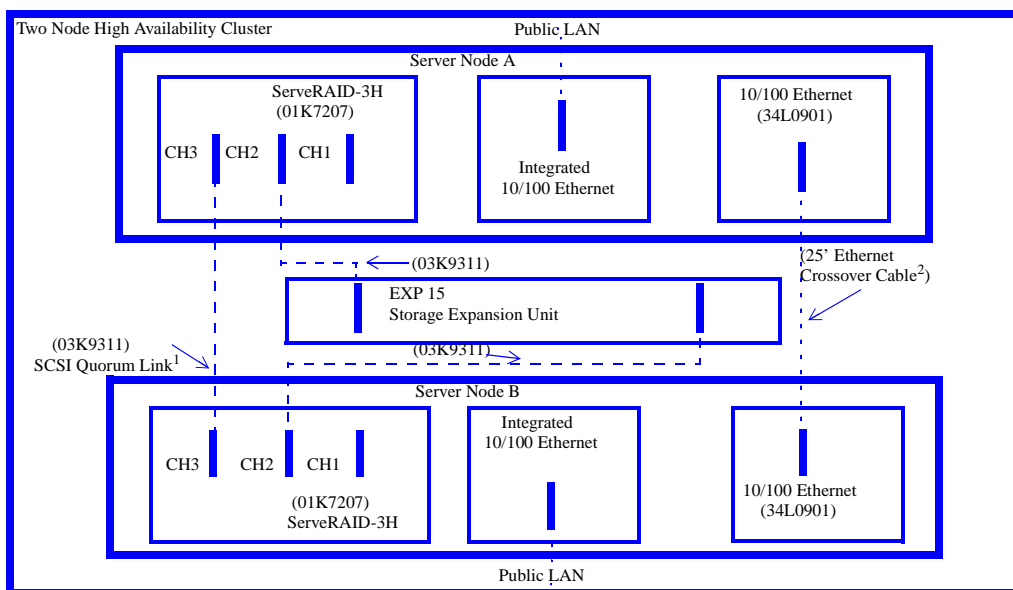 Two Node High Availability Cluster
Public LAN
Server Node A
ServeRAID-3H
(01K7207)
CH3
CH2
CH1
Integrated
10/100 Ethernet
10/100 Ethernet
(34L0901)
(03K9311)
(25’ Ethernet
Crossover Cable2)
EXP 15
Storage Expansion Unit
(03K9311)
SCSI Quorum Link1
(03K9311)
Server Node B
CH3
CH2
CH1
(01K7207)
ServeRAID-3H
Integrated
10/100 Ethernet
10/100 Ethernet
(34L0901)
Public LAN